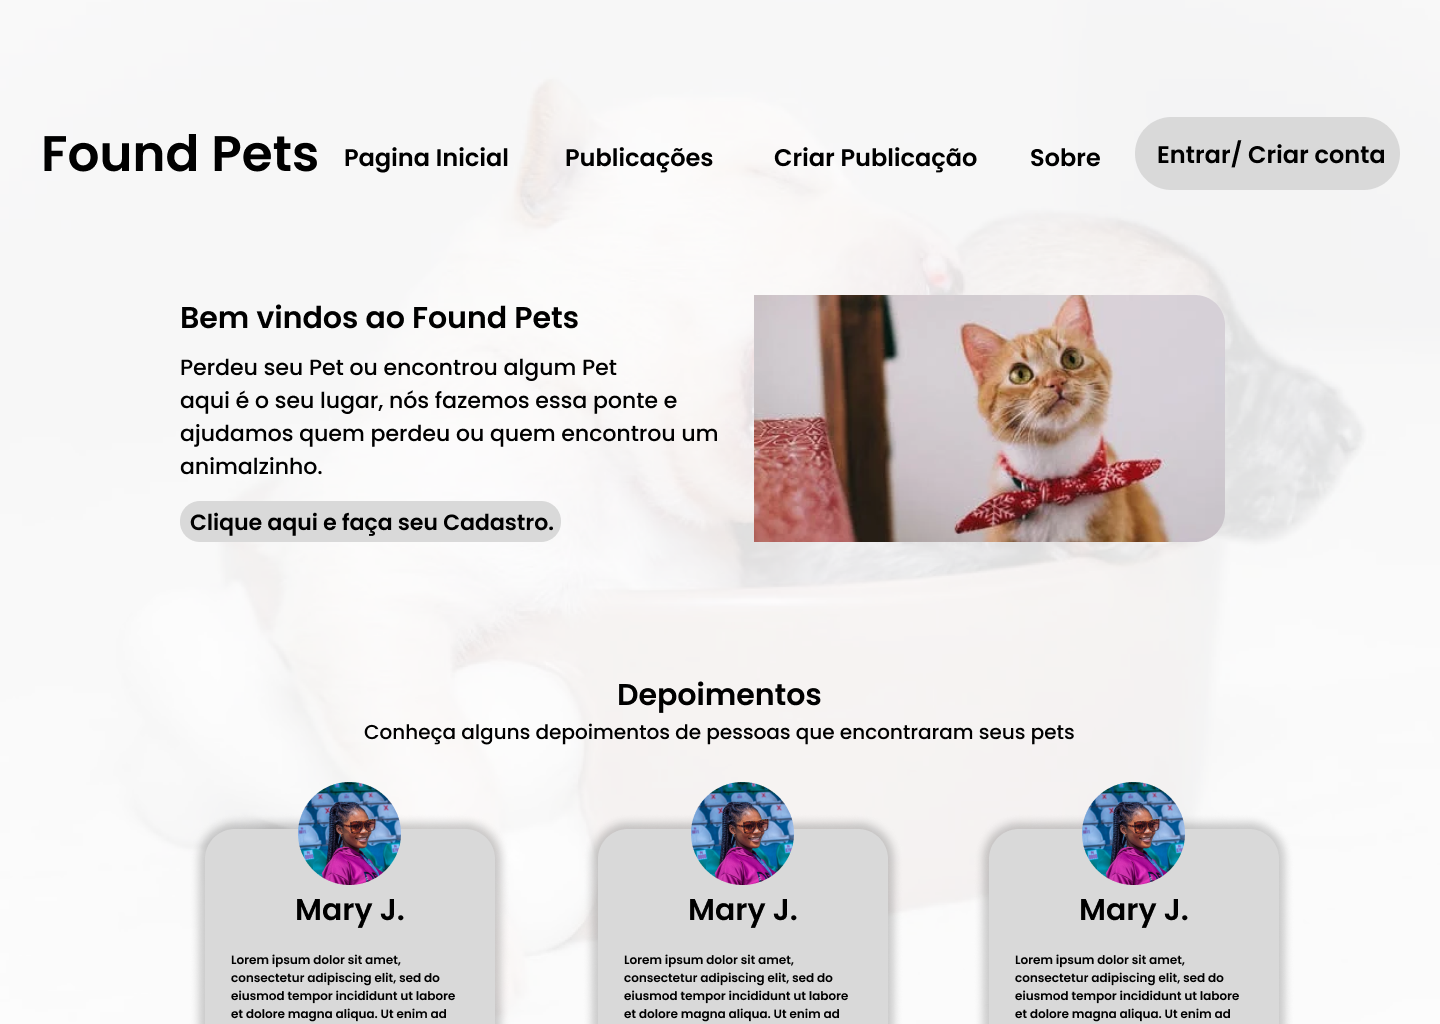 Found Pets
Pagina Inicial
Publicações
Criar Publicação
Sobre
Entrar/ Criar conta
Bem vindos ao Found Pets
Perdeu seu Pet ou encontrou algum Pet
aqui é o seu lugar, nós fazemos essa ponte e
ajudamos quem perdeu ou quem encontrou um
animalzinho.
Clique aqui e faça seu Cadastro.
Depoimentos
Conheça alguns depoimentos de pessoas que encontraram seus pets
Mary J.
Lorem ipsum dolor sit amet,
consectetur adipiscing elit, sed do
eiusmod tempor incididunt ut labore
et dolore magna aliqua. Ut enim ad
Mary J.
Lorem ipsum dolor sit amet,
consectetur adipiscing elit, sed do
eiusmod tempor incididunt ut labore
et dolore magna aliqua. Ut enim ad
Mary J.
Lorem ipsum dolor sit amet,
consectetur adipiscing elit, sed do
eiusmod tempor incididunt ut labore
et dolore magna aliqua. Ut enim ad